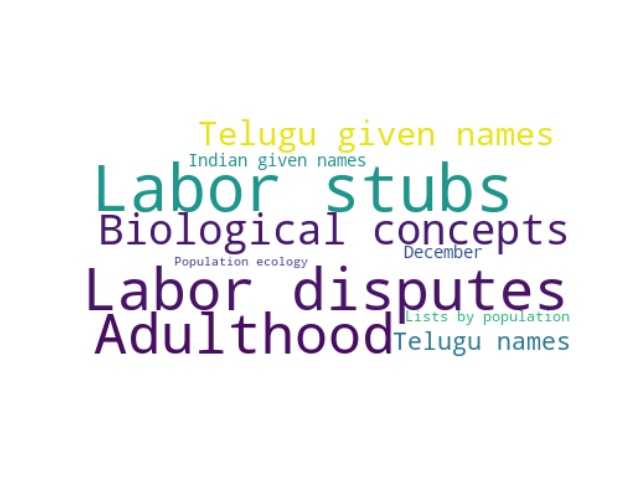 Telugu given names
Indian given names
Labor stubs
Biological concepts
December
Population ecology
Labor disputes
Lists by population
Adulthood
Telugu names